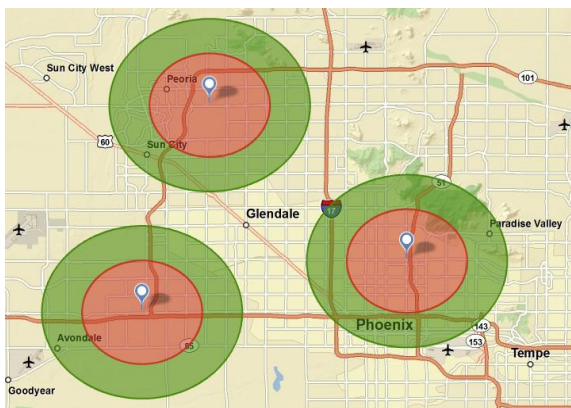 Sun City West
Peoria
101
60
Sun City
51
17
Glendale
Paradise Valley
Phoenix
143
153
Avondale
85
Tempe
Goodyear